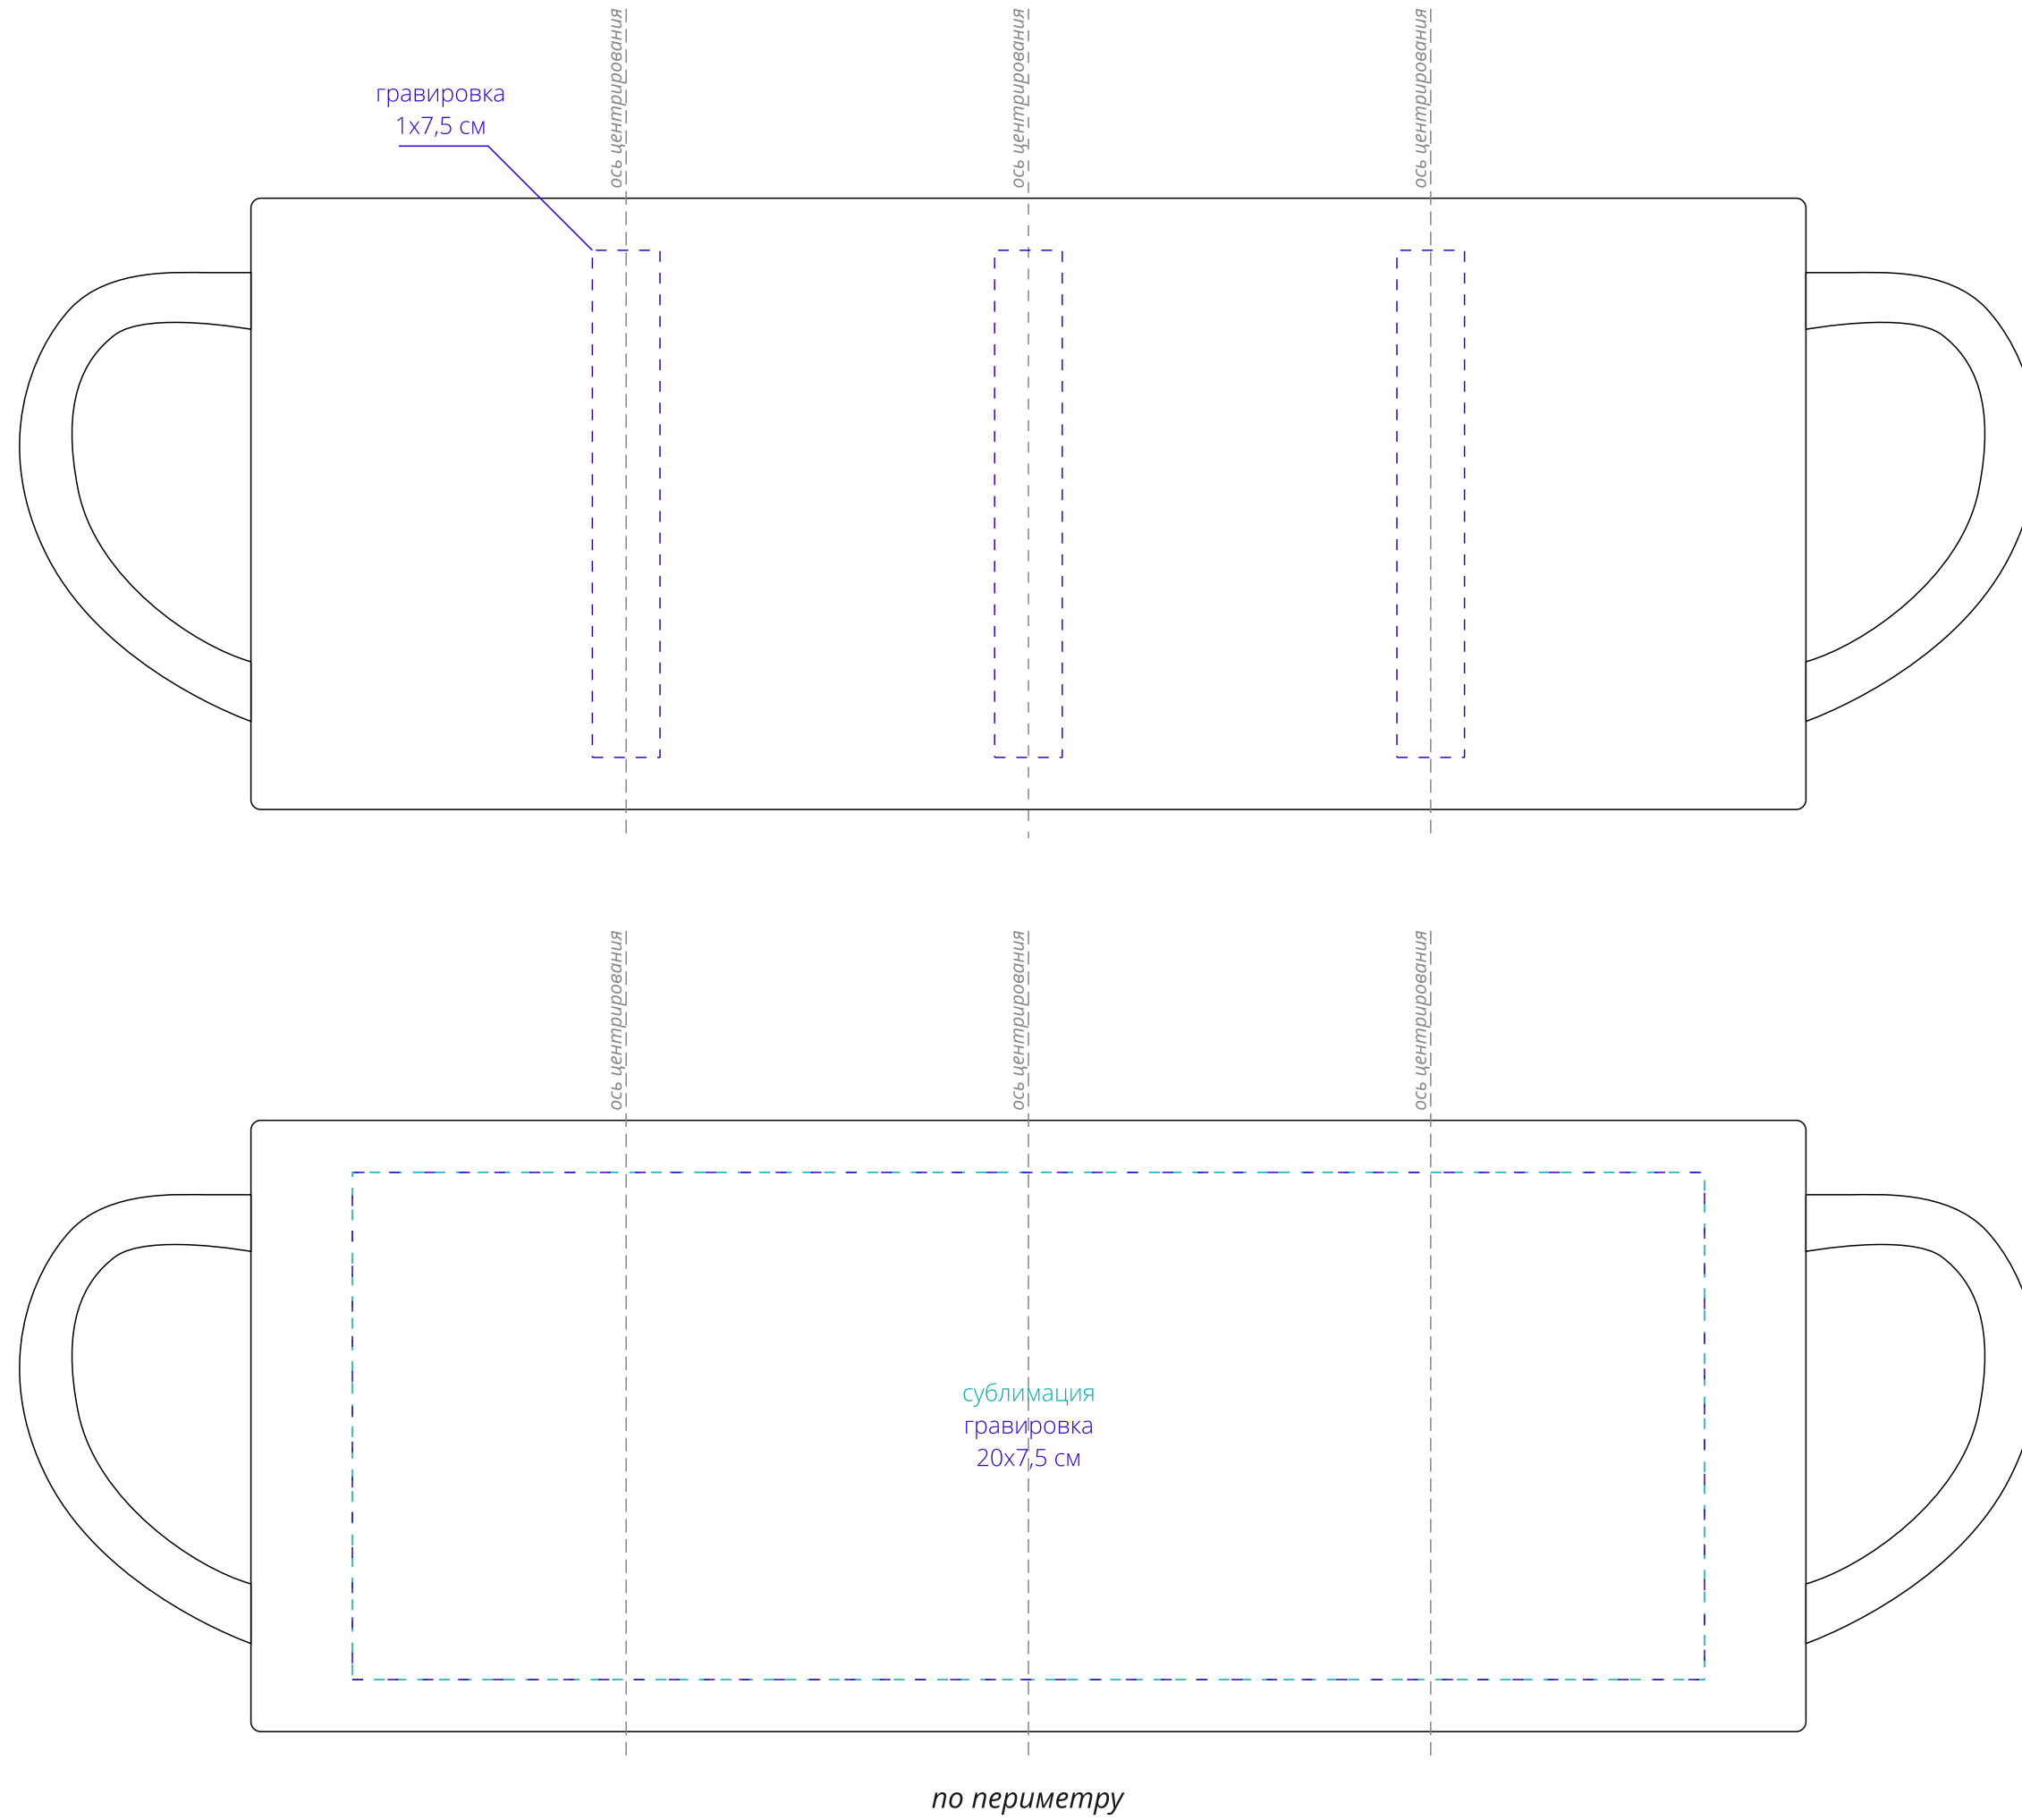 ось центрирования
ось центрирования
ось центрирования
гравировка
1х7,5 см
ось центрирования
ось центрирования
ось центрирования
сублимация
гравировка
20х7,5 см
по периметру